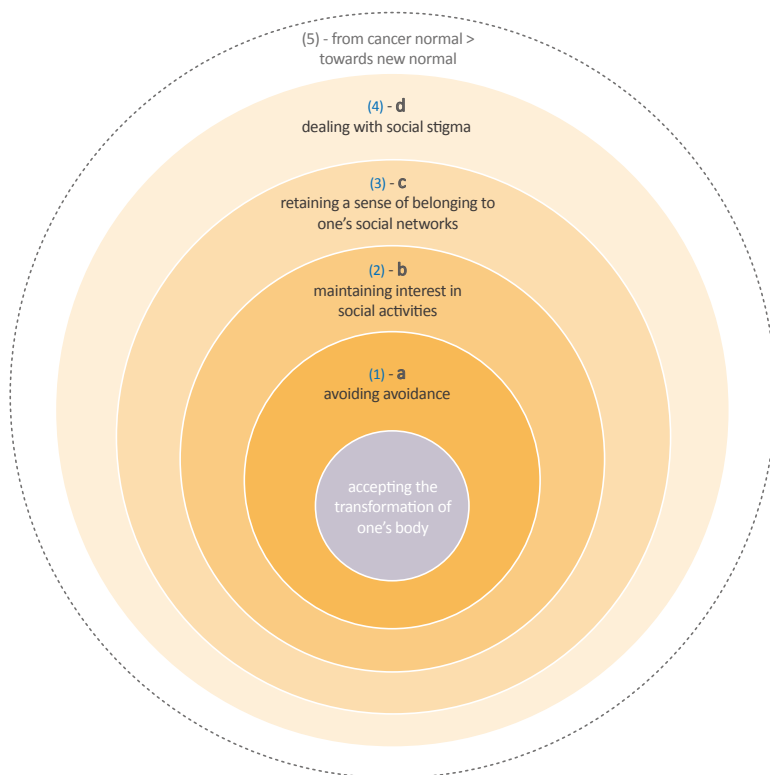 (5) - from cancer normal >
towards new normal
(4) - d
dealing with social stigma
(3) - c
retaining a sense of belonging to
one's social networks
(2) - b
maintaining interest in
social activities
(1) - a
avoiding avoidance
accepting the
transformation of
one's body